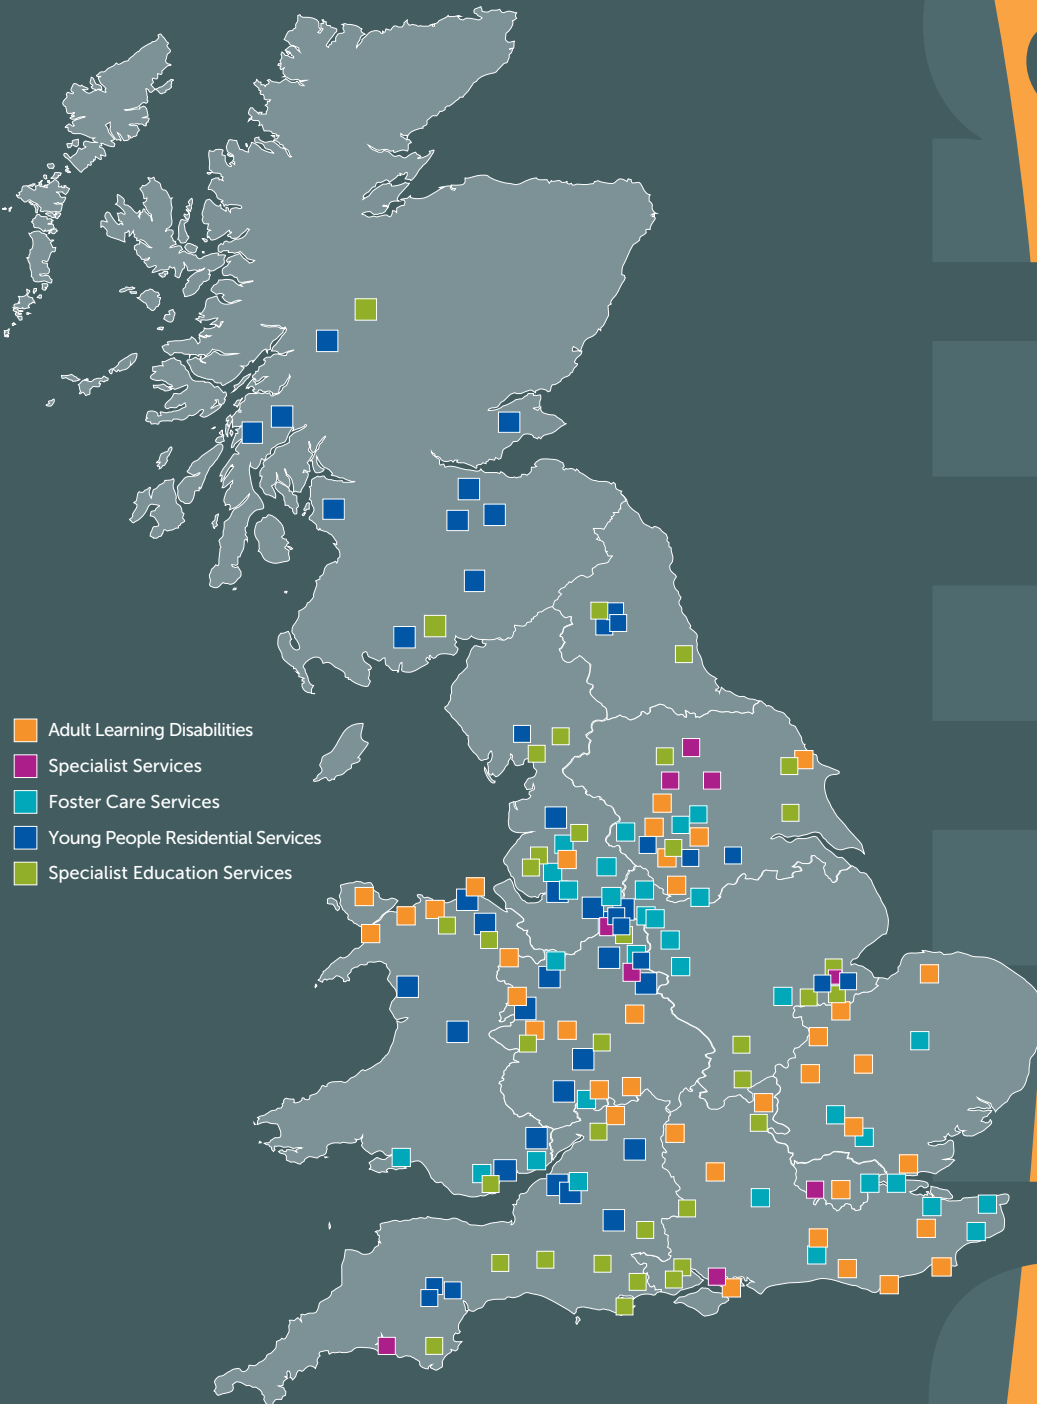 Adult Learning Disabilities
Specialist Services
Foster Care Services
Young People Residential Services
Specialist Education Services